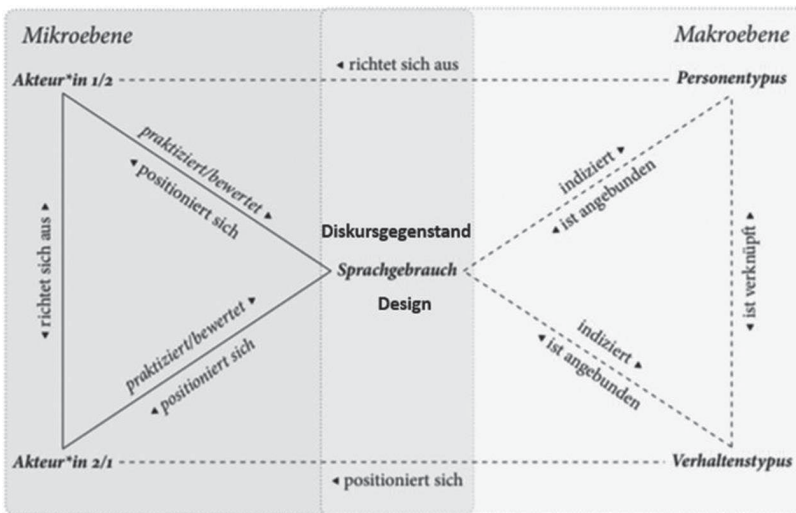 Mikroebene
Makroebene
Akteur*in 1/2
◂ richtet sich aus
Personentypus
praktiziert/bewertet ▸
◂ positioniert sich
indiziert ▸
◂ ist angebunden
◂ richtet sich aus ▸
Diskursgegenstand
Sprachgebrauch
Design
◂ ist verknüpft ▸
praktiziert/bewertet ▸
◂ positioniert sich
indiziert ▸
◂ ist angebunden
Akteur*in 2/1
Verhaltenstypus
◂ positioniert sich